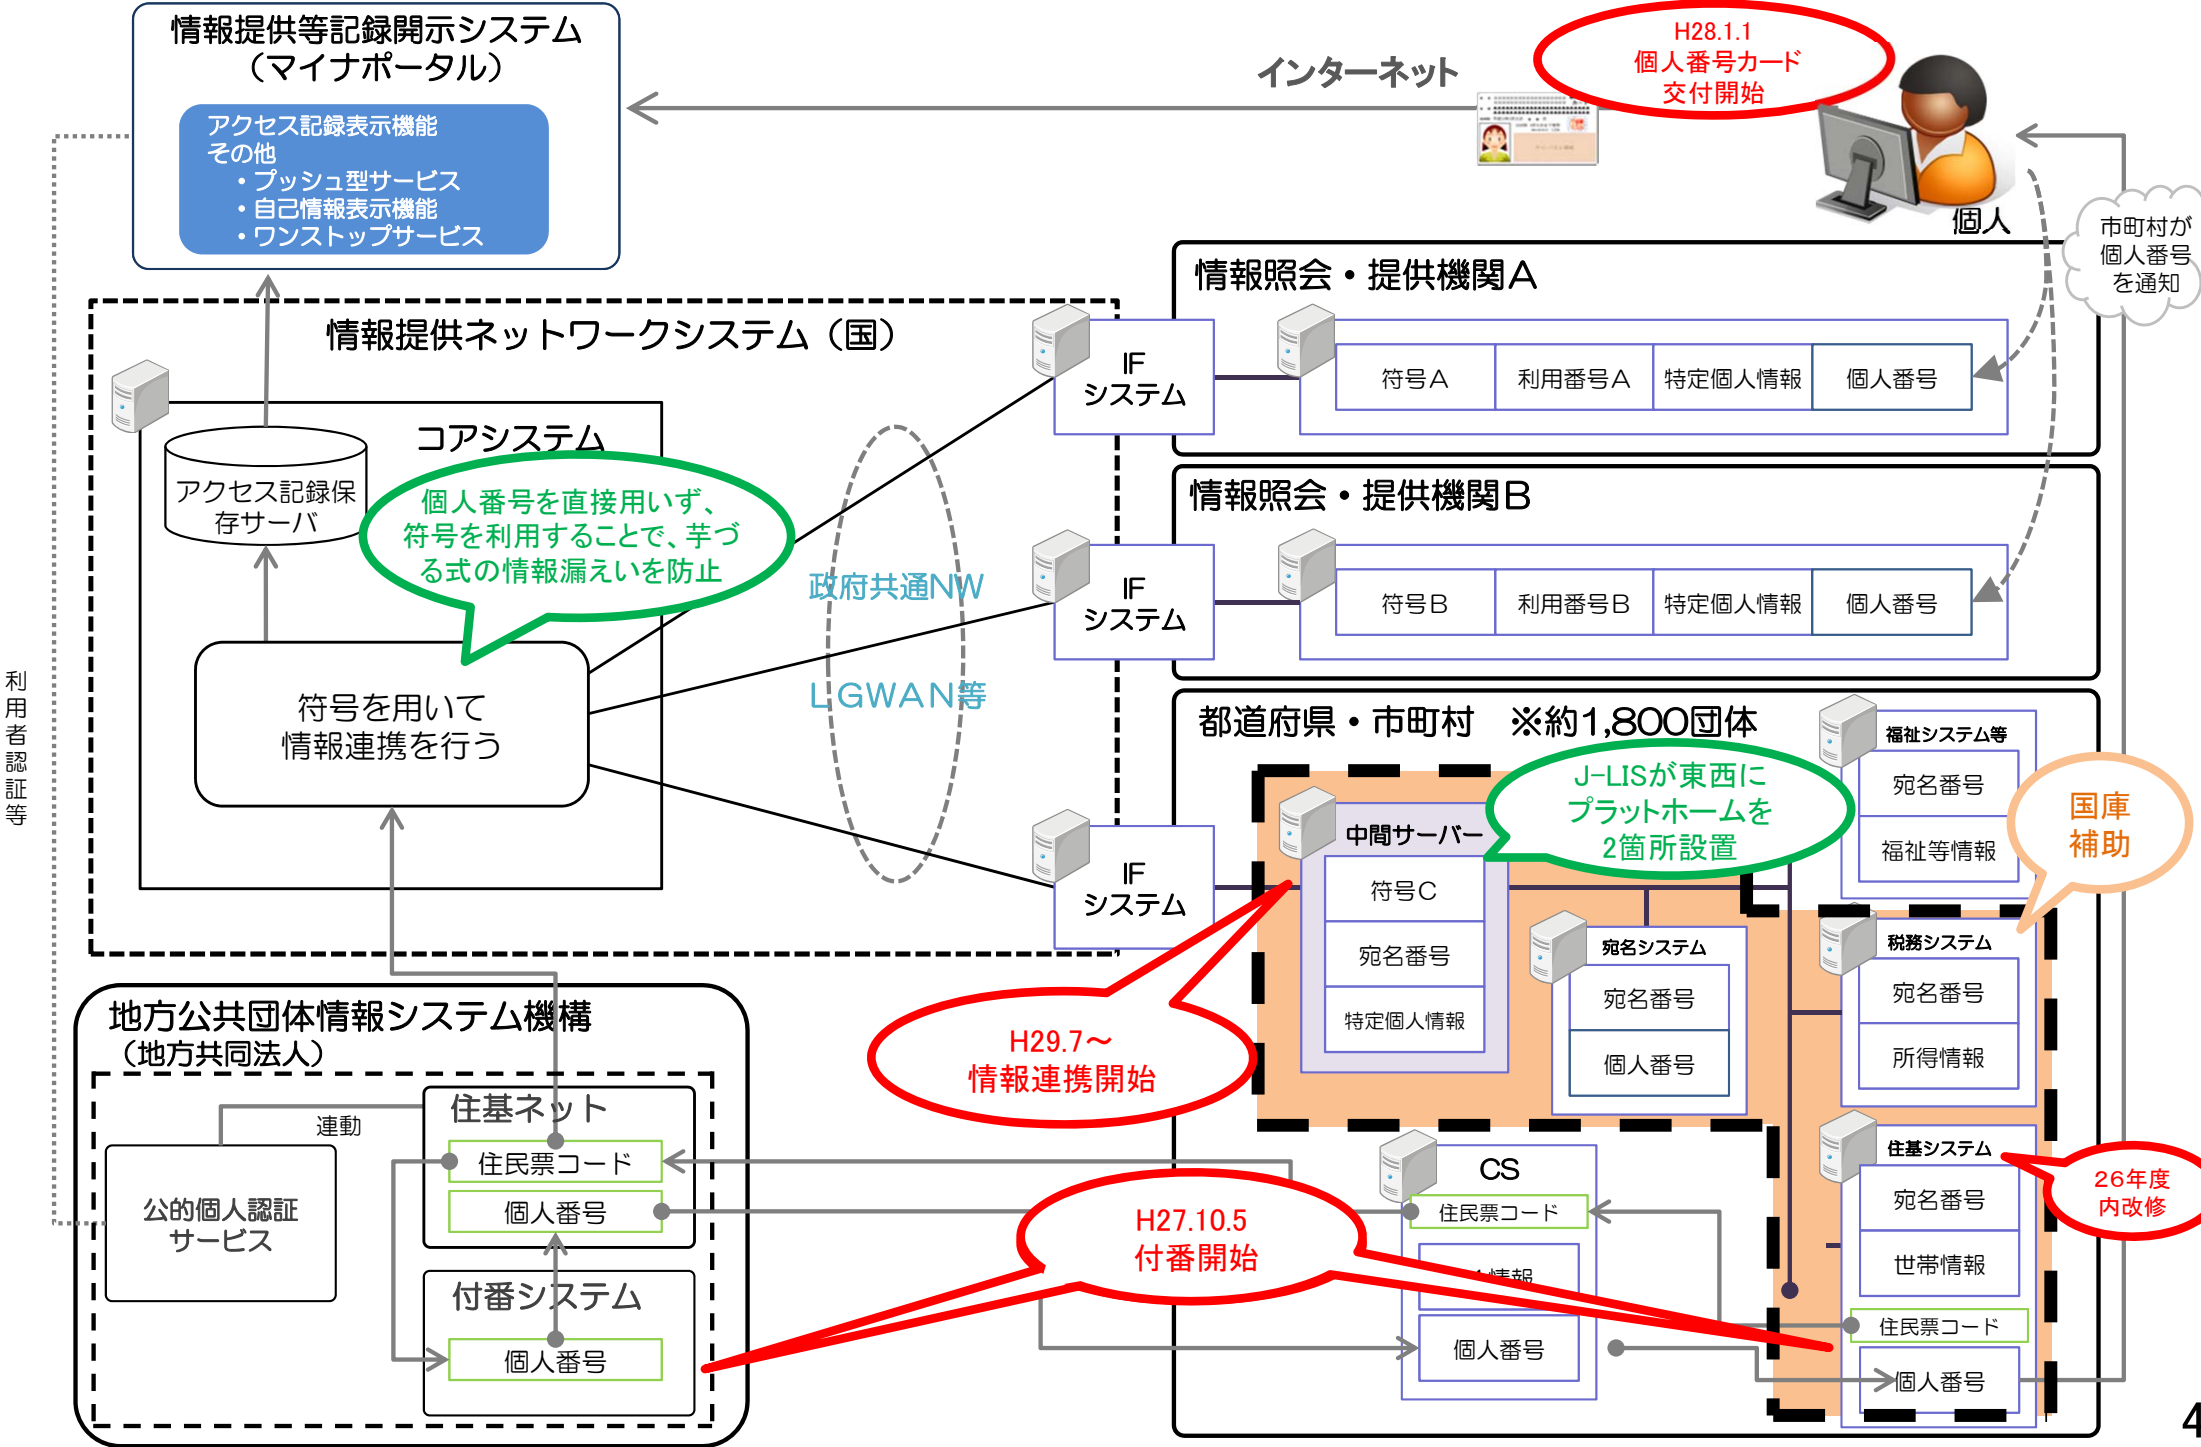 情報提供等記録開示システム
（マイナポータル）
アクセス記録表示機能
その他
・プッシュ型サービス
・自己情報表示機能
・ワンストップサービス
インターネット
H28.1.1
個人番号カード
交付開始
個人
市町村が
個人番号
を通知
情報提供ネットワークシステム（国）
コアシステム
アクセス記録保
存サーバ
個人番号を直接用いず、
符号を利用することで、芋づ
る式の情報漏えいを防止
符号を用いて
情報連携を行う
政府共通NW
LGWAN等
利用者認証等
IF
システム
情報照会・提供機関A
符号A
利用番号A
特定個人情報
個人番号
IF
システム
情報照会・提供機関B
符号B
利用番号B
特定個人情報
個人番号
IF
システム
都道府県・市町村　※約1,800団体
J-LISが東西に
プラットホームを
2箇所設置
中間サーバー
符号C
宛名番号
特定個人情報
宛名システム
宛名番号
個人番号
福祉システム等
宛名番号
福祉等情報
国庫
補助
税務システム
宛名番号
所得情報
住基システム
宛名番号
世帯情報
住民票コード
個人番号
26年度
内改修
H29.7～
情報連携開始
CS
住民票コード
情報
個人番号
H27.10.5
付番開始
地方公共団体情報システム機構
（地方共同法人）
連動
公的個人認証
サービス
住基ネット
住民票コード
個人番号
付番システム
個人番号
4